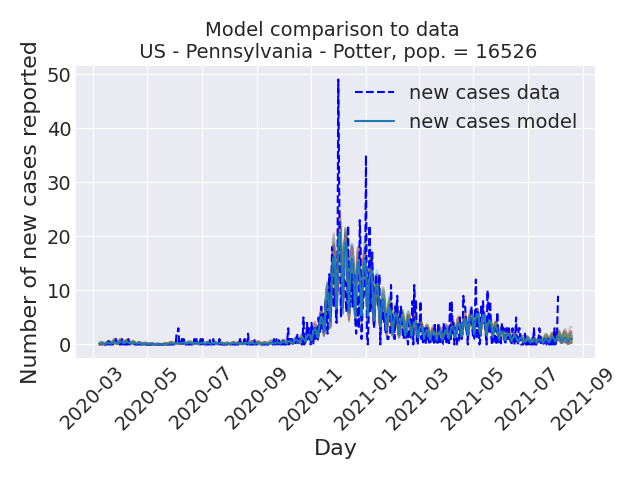 Model comparison to data
US - Pennsylvania - Potter, pop. = 16526
new cases data
new cases model
Number of new cases reported
50
40
30
20
10
0
2020-03
2020-05
2020-07
2020-09
2020-11
2021-01
2021-03
2021-05
2021-07
2021-09
Day